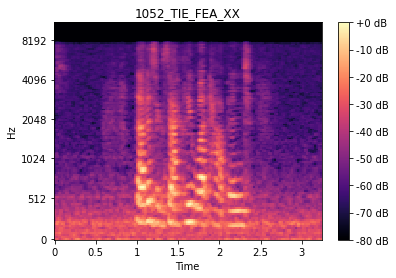 1052_TIE_FEA_XX
Hz
8192
4096
2048
1024
512
0
0
0.5
1
1.5
2
2.5
3
Time
+0 dB
-10 dB
-20 dB
-30 dB
-40 dB
-50 dB
-60 dB
-70 dB
-80 dB